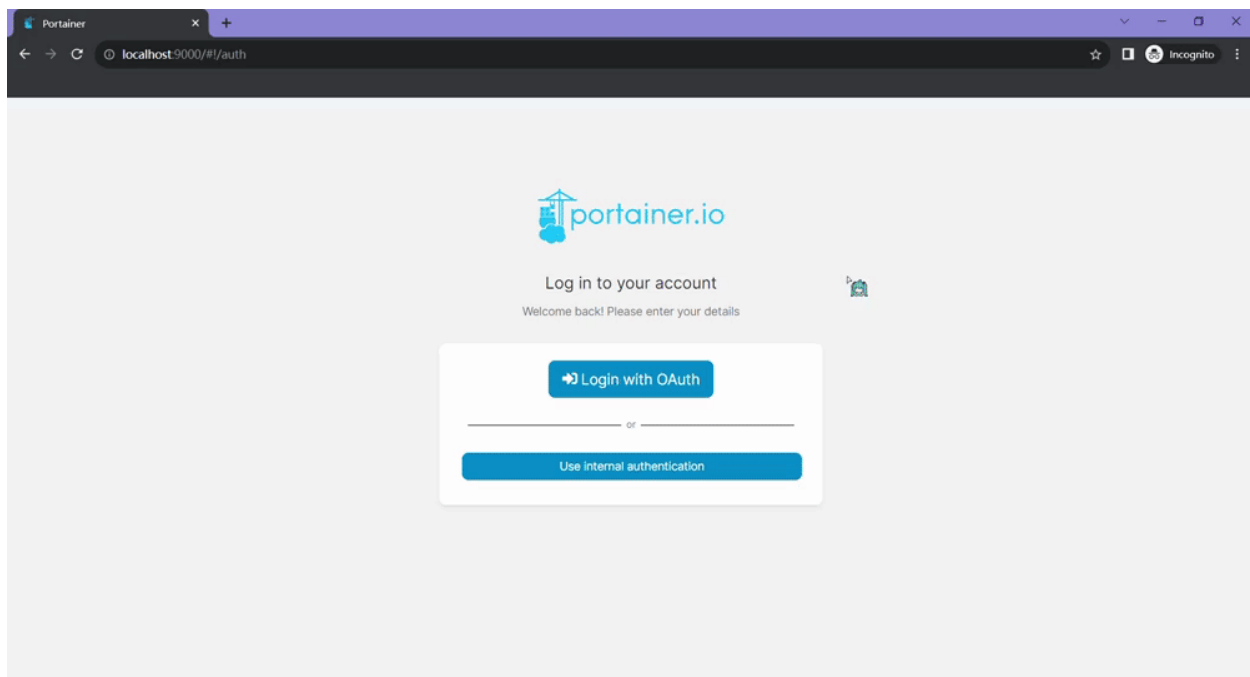 Portainer
localhost:9000/#!/auth
Incognito
portainer.io
Log in to your account
Welcome back! Please enter your details
Login with OAuth
or
Use internal authentication